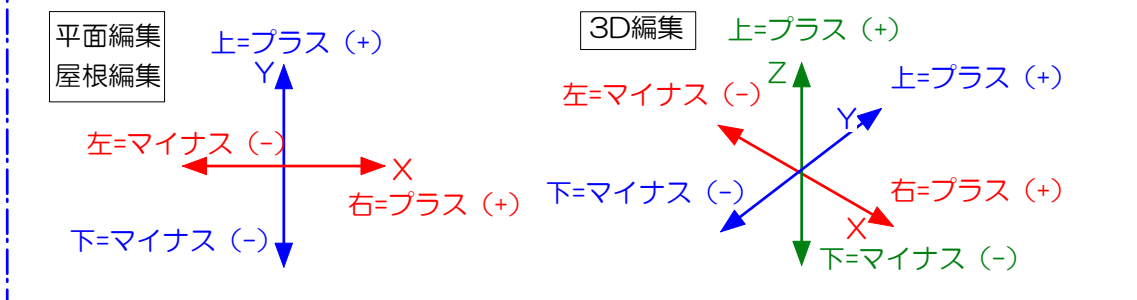 平面編集
屋根編集
上=プラス（+）
Y
左=マイナス（-）
X
右=プラス（+）
下=マイナス（-）
3D編集
上=プラス（+）
Z
上=プラス（+）
左=マイナス（-）
Y
下=マイナス（-）
右=プラス（+）
X
下=マイナス（-）